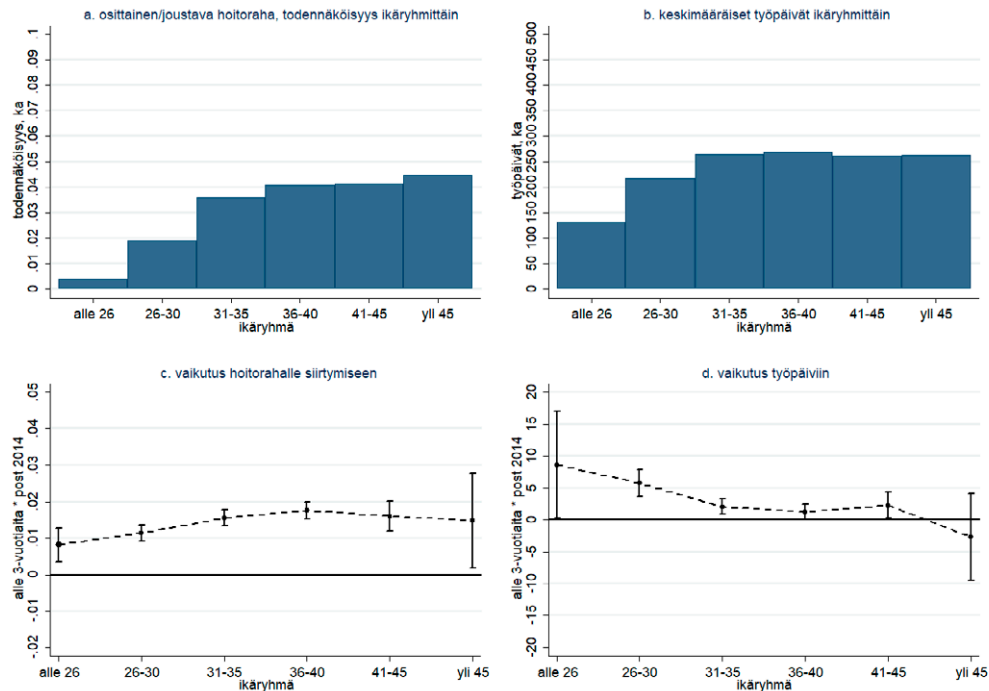 a. osittainen/joustava hoitoraha, todennäköisyys ikäryhmittäin
todennäköisyys, ka
0 .01 .02 .03 .04 .05 .06 .07 .08 .09 .1
alle 26 26-30 31-35 36-40 41-45 yli 45
ikäryhmä
b. keskimääräiset työpäivät ikäryhmittäin
työpäivät, ka
0 50 100 150 200 250 300 350 400 450 500
alle 26 26-30 31-35 36-40 41-45 yli 45
ikäryhmä
c. vaikutus hoitorahalle siirtymiseen
alle 3-vuotiaita * post 2014
-.02 -.01 0 .01 .02 .03 .04 .05
alle 26 26-30 31-35 36-40 41-45 yli 45
ikäryhmä
d. vaikutus työpäiviin
alle 3-vuotiaita * post 2014
-20 -15 -10 -5 0 5 10 15 20
alle 26 26-30 31-35 36-40 41-45 yli 45
ikäryhmä